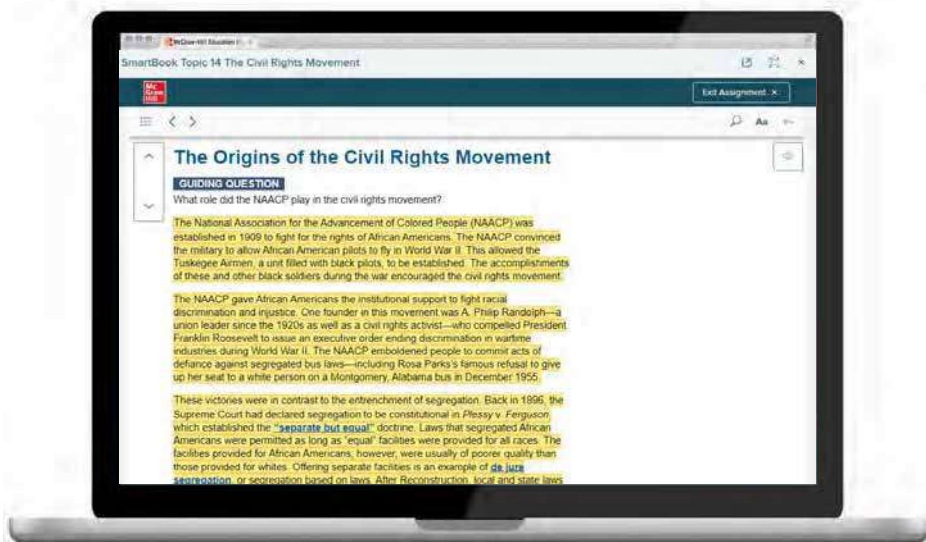 McGraw-Hill Education
SmartBook Topic 14 The Civil Rights Movement
Mc
Graw
Hill
Exit Assignment ×
Aa
The Origins of the Civil Rights Movement
GUIDING QUESTION
What role did the NAACP play in the civil rights movement?
The National Association for the Advancement of Colored People (NAACP) was
established in 1909 to fight for the rights of African Americans. The NAACP convinced
the military to allow African American pilots to fly in World War II. This allowed the
Tuskegee Airmen, a unit filled with black pilots, to be established. The accomplishments
of these and other black soldiers during the war encouraged the civil rights movement.
The NAACP gave African Americans the institutional support to fight racial
discrimination and injustice. One founder in this movement was A. Philip Randolph—a
union leader since the 1920s as well as a civil rights activist—who compelled President
Franklin Roosevelt to issue an executive order ending discrimination in wartime
industries during World War II. The NAACP emboldened people to commit acts of
defiance against segregated bus laws—including Rosa Parks's famous refusal to give
up her seat to a white person on a Montgomery, Alabama bus in December 1955.
These victories were in contrast to the entrenchment of segregation. Back in 1896, the
Supreme Court had declared segregation to be constitutional in Plessy v. Ferguson,
which established the "separate but equal" doctrine. Laws that segregated African
Americans were permitted as long as "equal" facilities were provided for all races. The
facilities provided for African Americans, however, were usually of poorer quality than
those provided for whites. Offering separate facilities is an example of de jure
segregation, or segregation based on laws. After Reconstruction, local and state laws